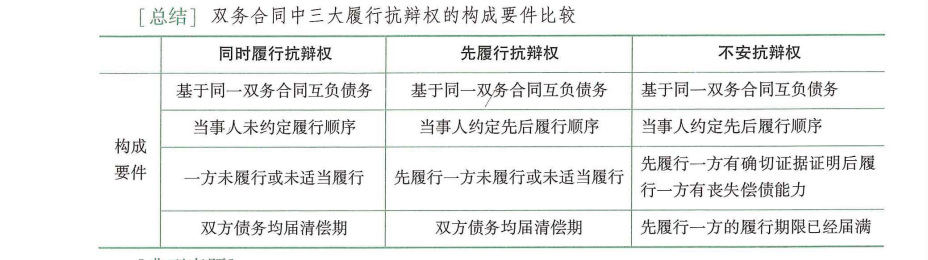 [总结] 双务合同中三大履行抗辩权的构成要件比较
同时履行抗辩权 先履行抗辩权 不安抗辩权
基于同一双务合同互负债务 基于同一双务合同互负债务 基于同一双务合同互负债务
当事人未约定履行顺序 当事人约定先后履行顺序 当事人约定先后履行顺序
构成
要件
一方未履行或未适当履行 先履行一方未履行或未适当履行 先履行一方有确切证据证明后履
行一方有丧失偿债能力
双方债务均届清偿期 双方债务均届清偿期 先履行一方的履行期限已经届满